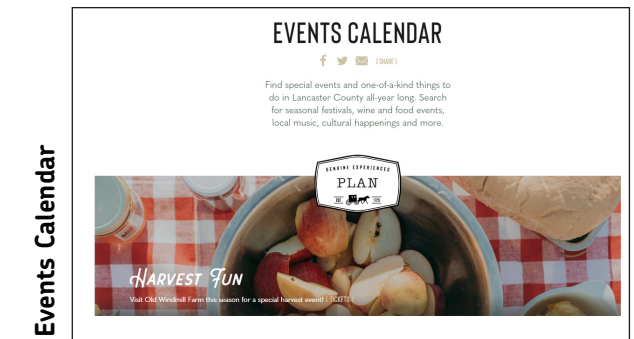 Events Calendar
EVENTS CALENDAR
[ SHARE ]
Find special events and one-of-a-kind things to
do in Lancaster County all-year long. Search
for seasonal festivals, wine and food events,
local music, cultural happenings and more.
GENUINE EXPERIENCES
PLAN
HARVEST FUN
Visit Old Windmill Farm this season for a special harvest event! [ TICKETS ]